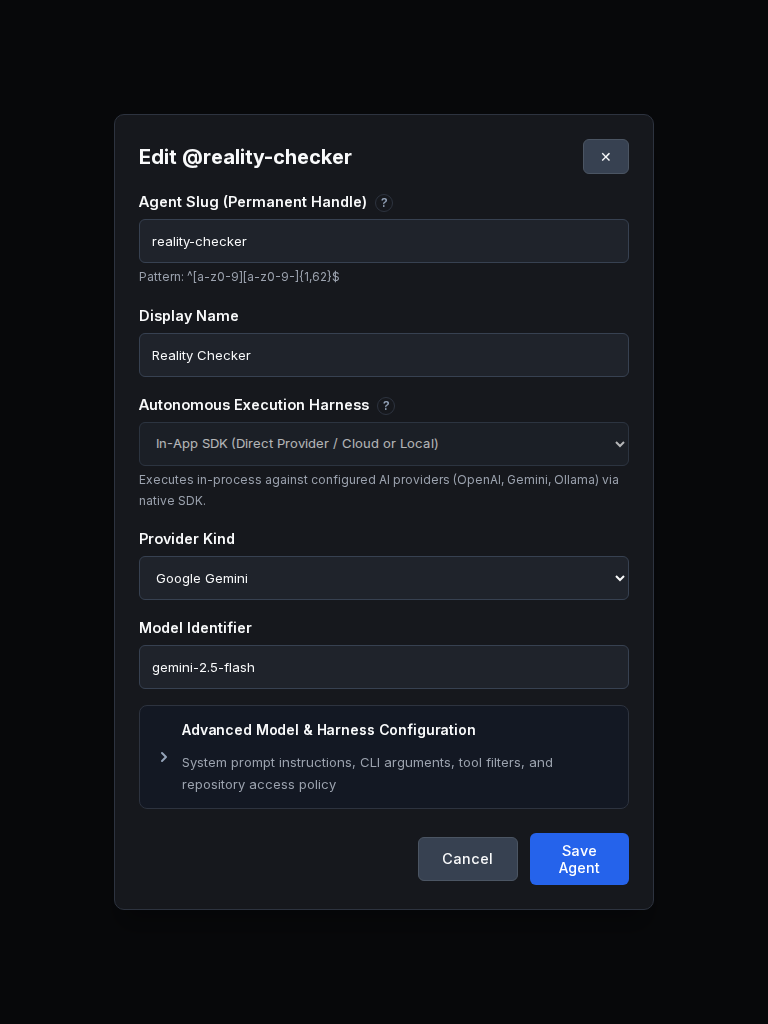 Edit @reality-checker
✕
Agent Slug (Permanent Handle) ?
reality-checker
Pattern: ^[a-z0-9][a-z0-9-]{1,62}$
Display Name
Reality Checker
Autonomous Execution Harness ?
In-App SDK (Direct Provider / Cloud or Local)
Executes in-process against configured AI providers (OpenAI, Gemini, Ollama) via
native SDK.
Provider Kind
Google Gemini
Model Identifier
gemini-2.5-flash
Advanced Model & Harness Configuration
System prompt instructions, CLI arguments, tool filters, and
repository access policy
Cancel
Save
Agent